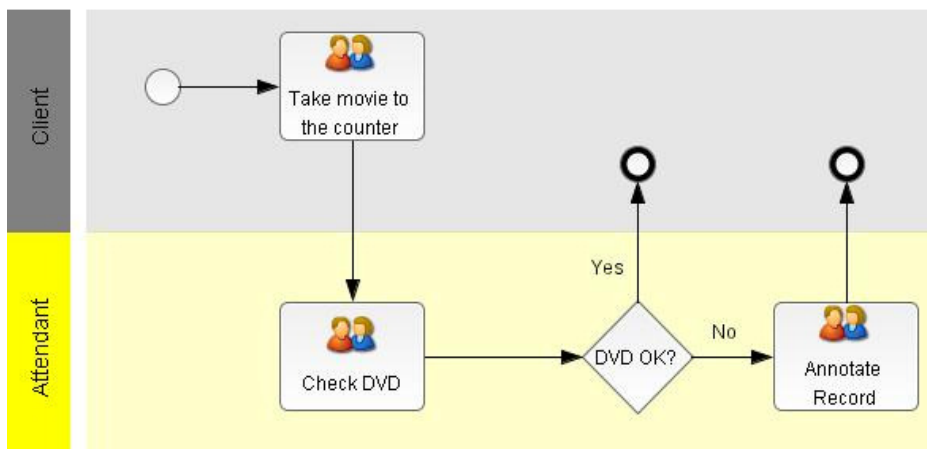 Client
Take movie to
the counter
Attendant
Check DVD
DVD OK?
Yes
No
Annotate
Record